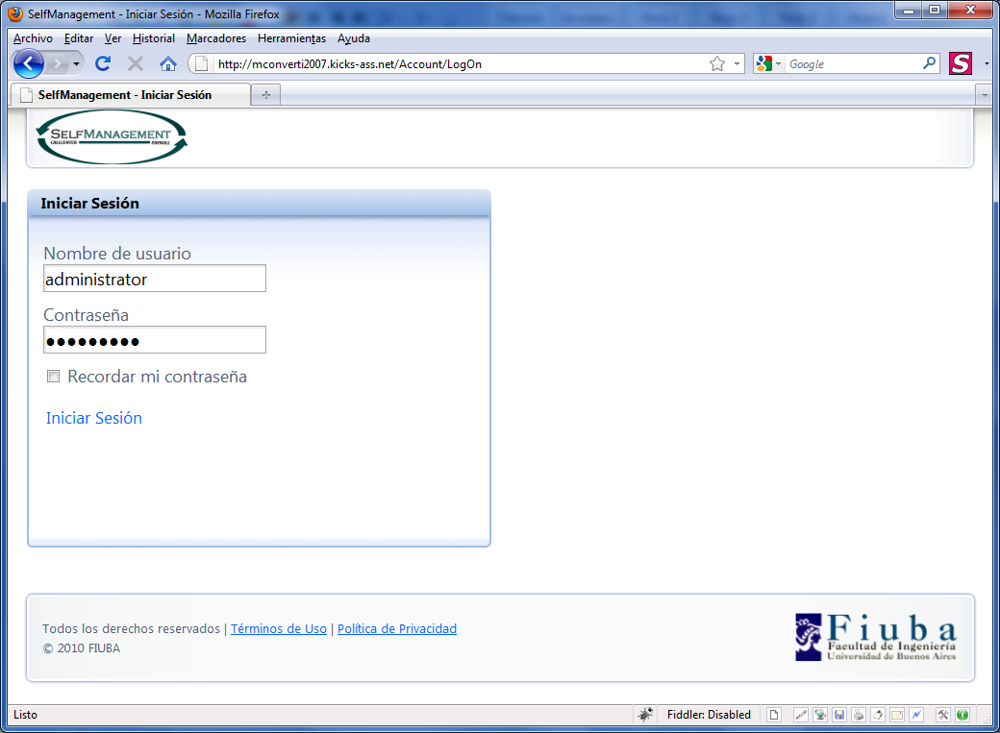 SelfManagement - Iniciar Sesión - Mozilla Firefox
Archivo Editar Ver Historial Marcadores Herramientas Ayuda
http://mconverti2007.kicks-ass.net/Account/LogOn
Google
S
SelfManagement - Iniciar Sesión
SELFMANAGEMENT
CALLCENTER PAYROLL
Iniciar Sesión
Nombre de usuario
administrator
Contraseña
●●●●●●●●●
Recordar mi contraseña
Iniciar Sesión
Todos los derechos reservados | Términos de Uso | Política de Privacidad
© 2010 FIUBA
Fiuba
Facultad de Ingeniería
Universidad de Buenos Aires
Listo
Fiddler: Disabled